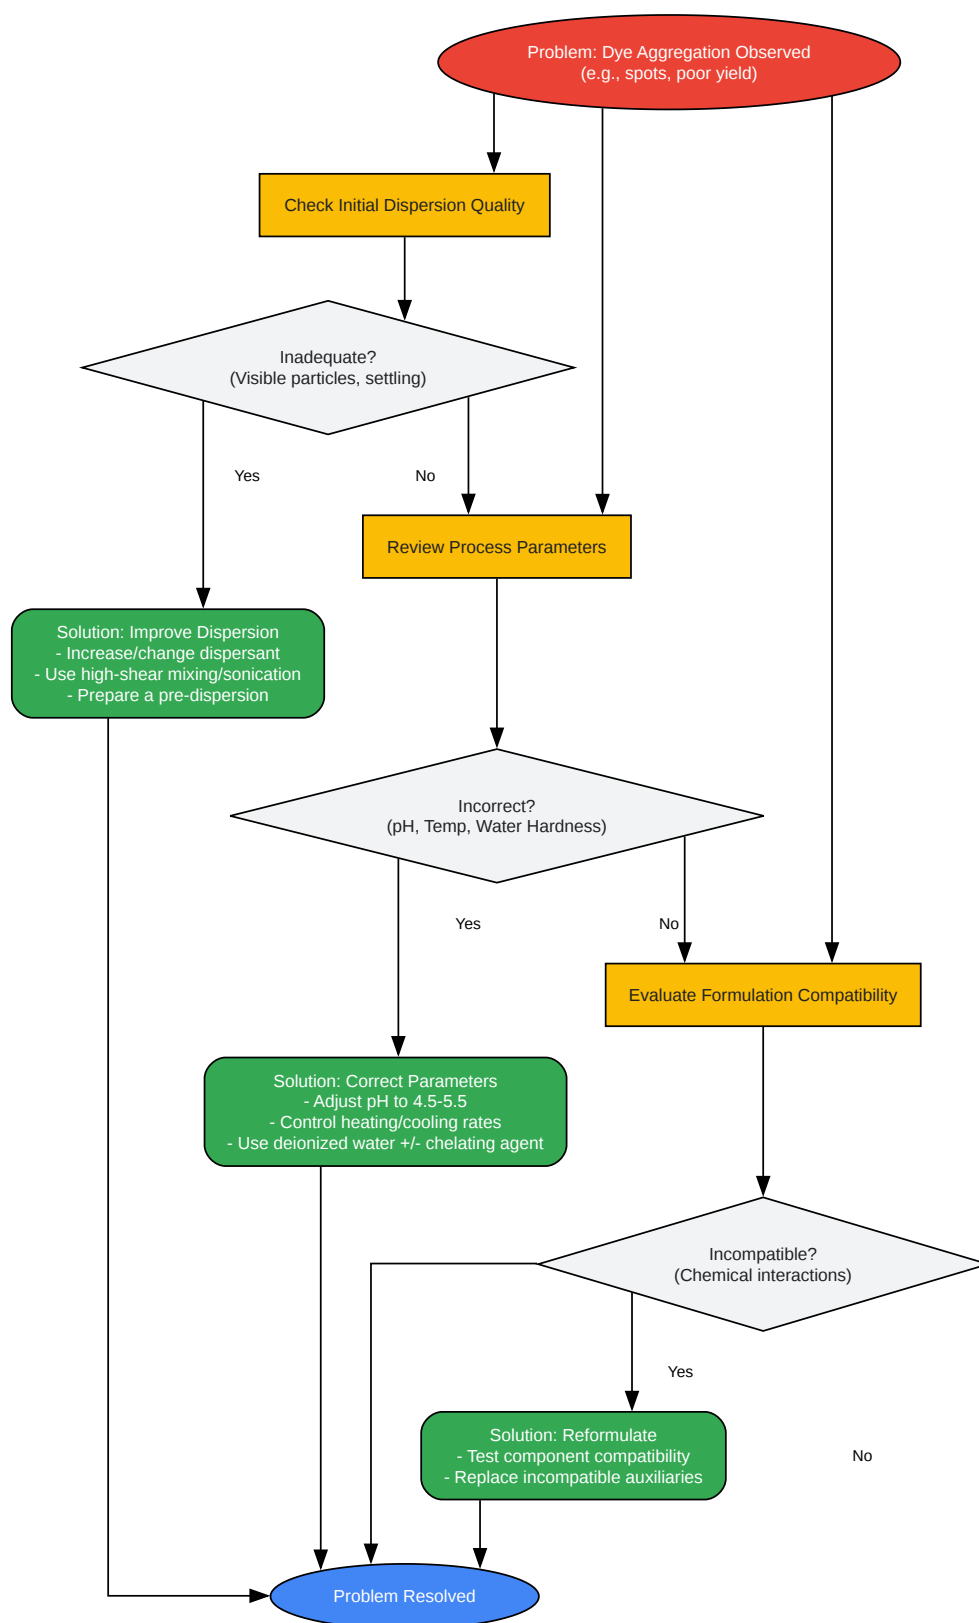 Problem: Dye Aggregation Observed
(e.g., spots, poor yield)
Check Initial Dispersion Quality
Inadequate?
(Visible particles, settling)
Yes
No
Review Process Parameters
Solution: Improve Dispersion
- Increase/change dispersant
- Use high-shear mixing/sonication
- Prepare a pre-dispersion
Incorrect?
(pH, Temp, Water Hardness)
Yes
No
Evaluate Formulation Compatibility
Solution: Correct Parameters
- Adjust pH to 4.5-5.5
- Control heating/cooling rates
- Use deionized water +/- chelating agent
Incompatible?
(Chemical interactions)
Yes
Solution: Reformulate
- Test component compatibility
- Replace incompatible auxiliaries
No
Problem Resolved